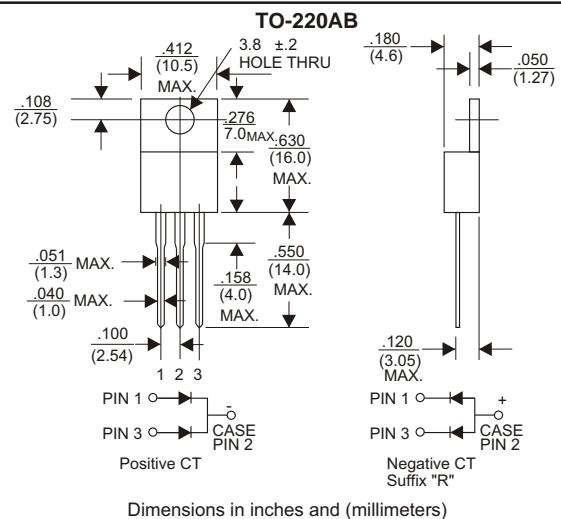 TO-220AB
.412
(10.5)
MAX.
3.8 ±.2
HOLE THRU
.180
(4.6)
.050
(1.27)
.108
(2.75)
.276
7.0MAX.
.630
(16.0)
MAX.
.051
(1.3) MAX.
.040
(1.0) MAX.
.158
(4.0)
MAX.
.550
(14.0)
MAX.
.100
(2.54)
.120
(3.05)
MAX.
1 2 3
PIN 1
-
PIN 3
CASE
PIN 2
Positive CT
PIN 1
+
PIN 3
CASE
PIN 2
Negative CT
Suffix "R"
Dimensions in inches and (millimeters)